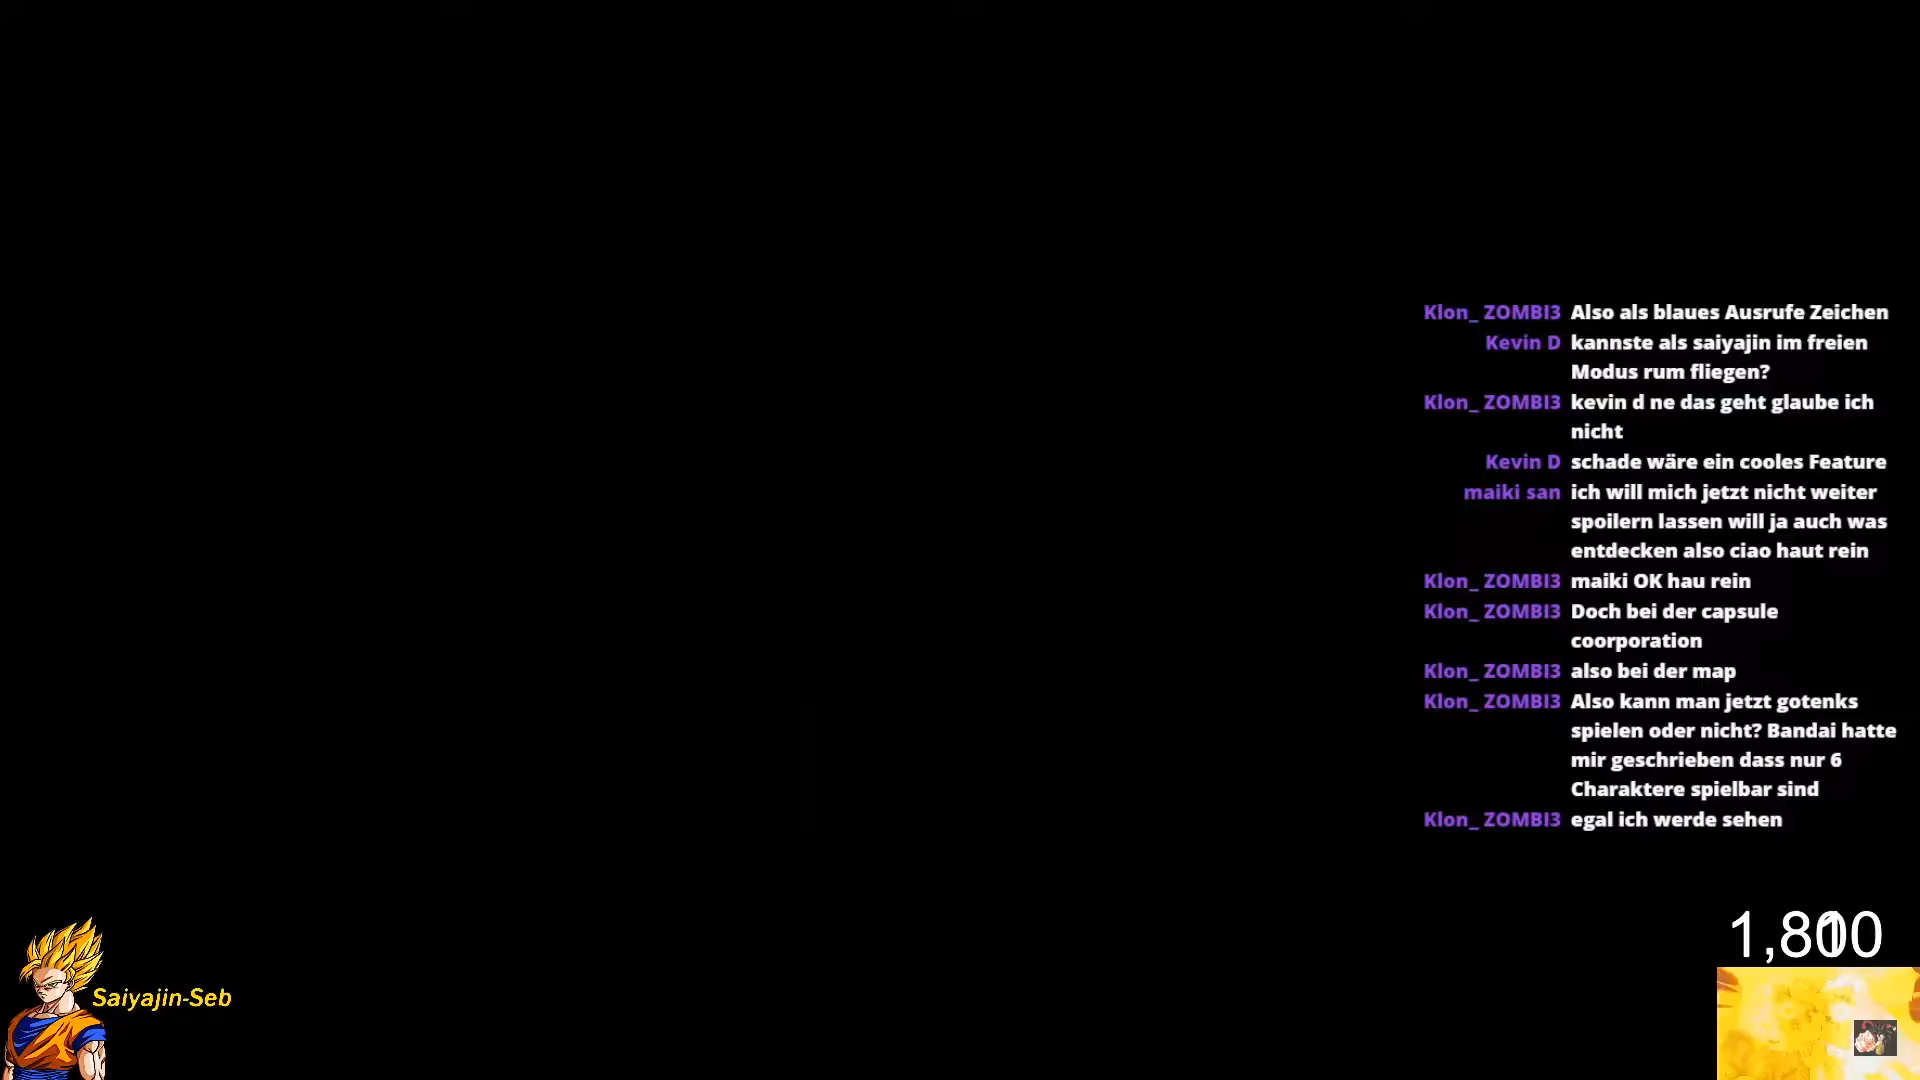 Klon_ ZOMBI3 Also als blaues Ausrufe Zeichen
Kevin D kannste als saiyajin im freien
Modus rum fliegen?
Klon_ ZOMBI3 kevin d ne das geht glaube ich
nicht
Kevin D schade wäre ein cooles Feature
maiki san ich will mich jetzt nicht weiter
spoilern lassen will ja auch was
entdecken also ciao haut rein
Klon_ ZOMBI3 maiki OK hau rein
Klon_ ZOMBI3 Doch bei der capsule
coorporation
Klon_ ZOMBI3 also bei der map
Klon_ ZOMBI3 Also kann man jetzt gotenks
spielen oder nicht? Bandai hatte
mir geschrieben dass nur 6
Charaktere spielbar sind
Klon_ ZOMBI3 egal ich werde sehen
Saiyajin-Seb